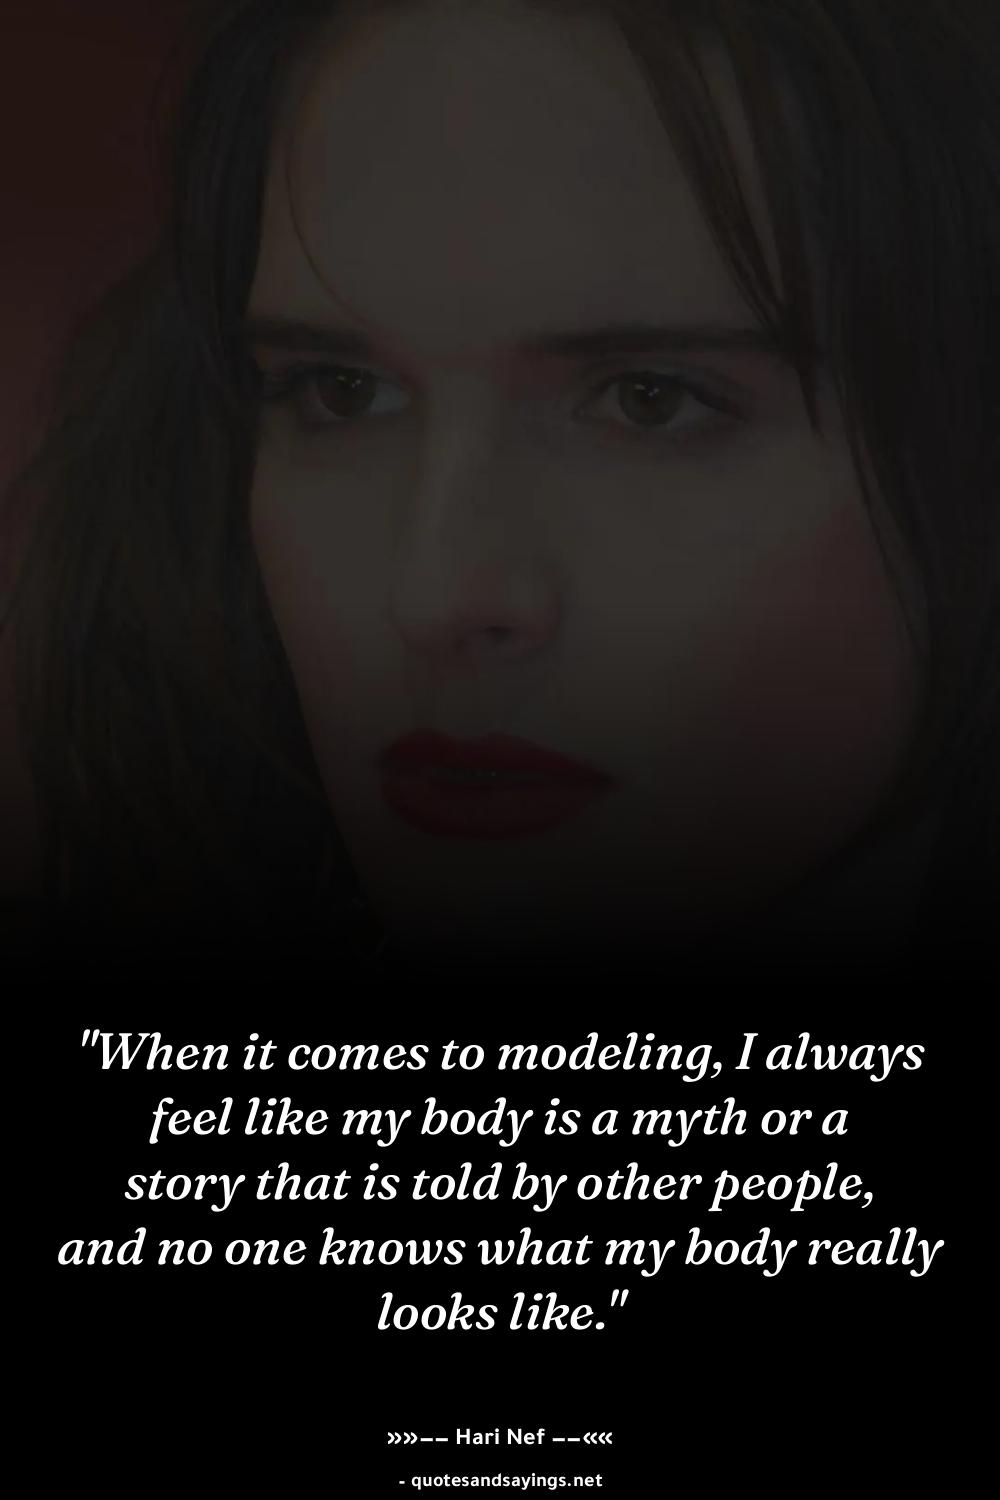 "When it comes to modeling, I always
feel like my body is a myth or a
story that is told by other people,
and no one knows what my body really
looks like."
»»−− Hari Nef −−««
- quotesandsayings.net